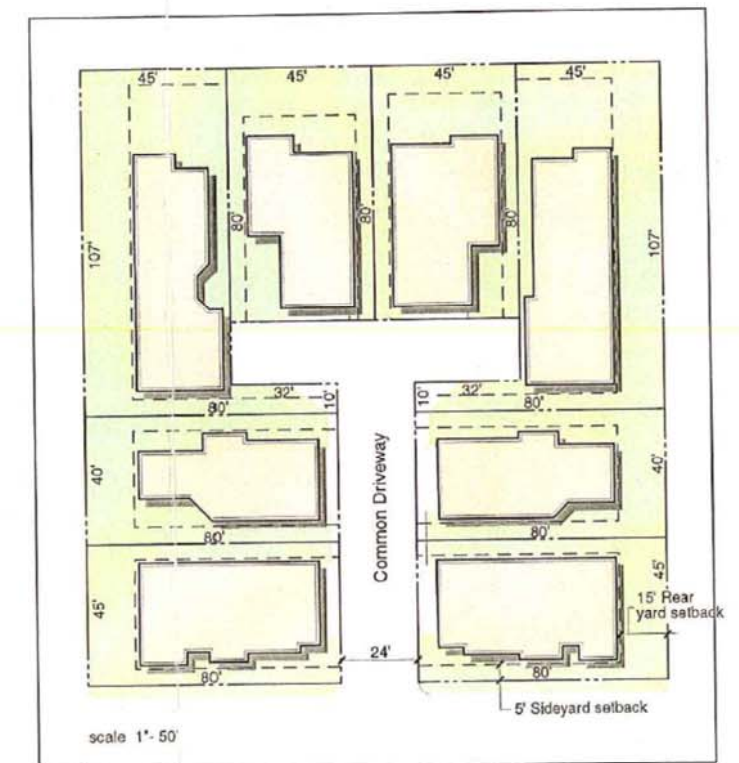 45' 45' 45' 45'
80' 80' 80'
107' 107'
32' 10' 10' 32'
80' 80'
Common Driveway
40' 40'
80' 80'
45' 45'
15' Rear
yard setback
24'
80' 80'
5' Sideyard setback
scale 1"- 50'